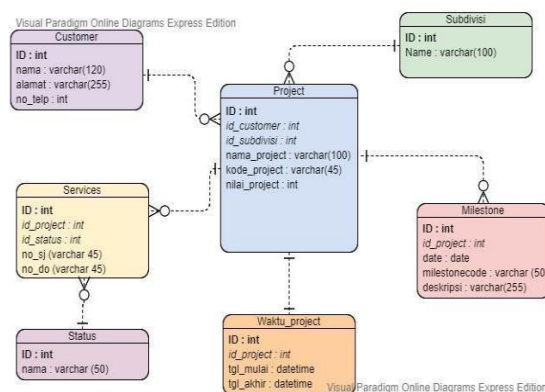 Visual Paradigm Online Diagrams Express Edition
Customer
ID : int
nama : varchar(120)
alamat : varchar(255)
no_telp : int
Subdivisi
ID : int
Name : varchar(100)
Project
ID : int
id_customer : int
id_subdivisi : int
nama_project : varchar(100)
kode_project : varchar(45)
nilai_project : int
Services
ID : int
id_project : int
id_status : int
no_sj (varchar 45)
no_do (varchar 45)
Milestone
ID : int
id_project : int
date : date
milestonecode : varchar (50
deskripsi : varchar(255)
Status
ID : int
nama : varchar (50)
Waktu_project
ID : int
id_project : int
tgl_mulai : datetime
tgl_akhir : datetime
Visual Paradigm Online Diagrams Express Edition